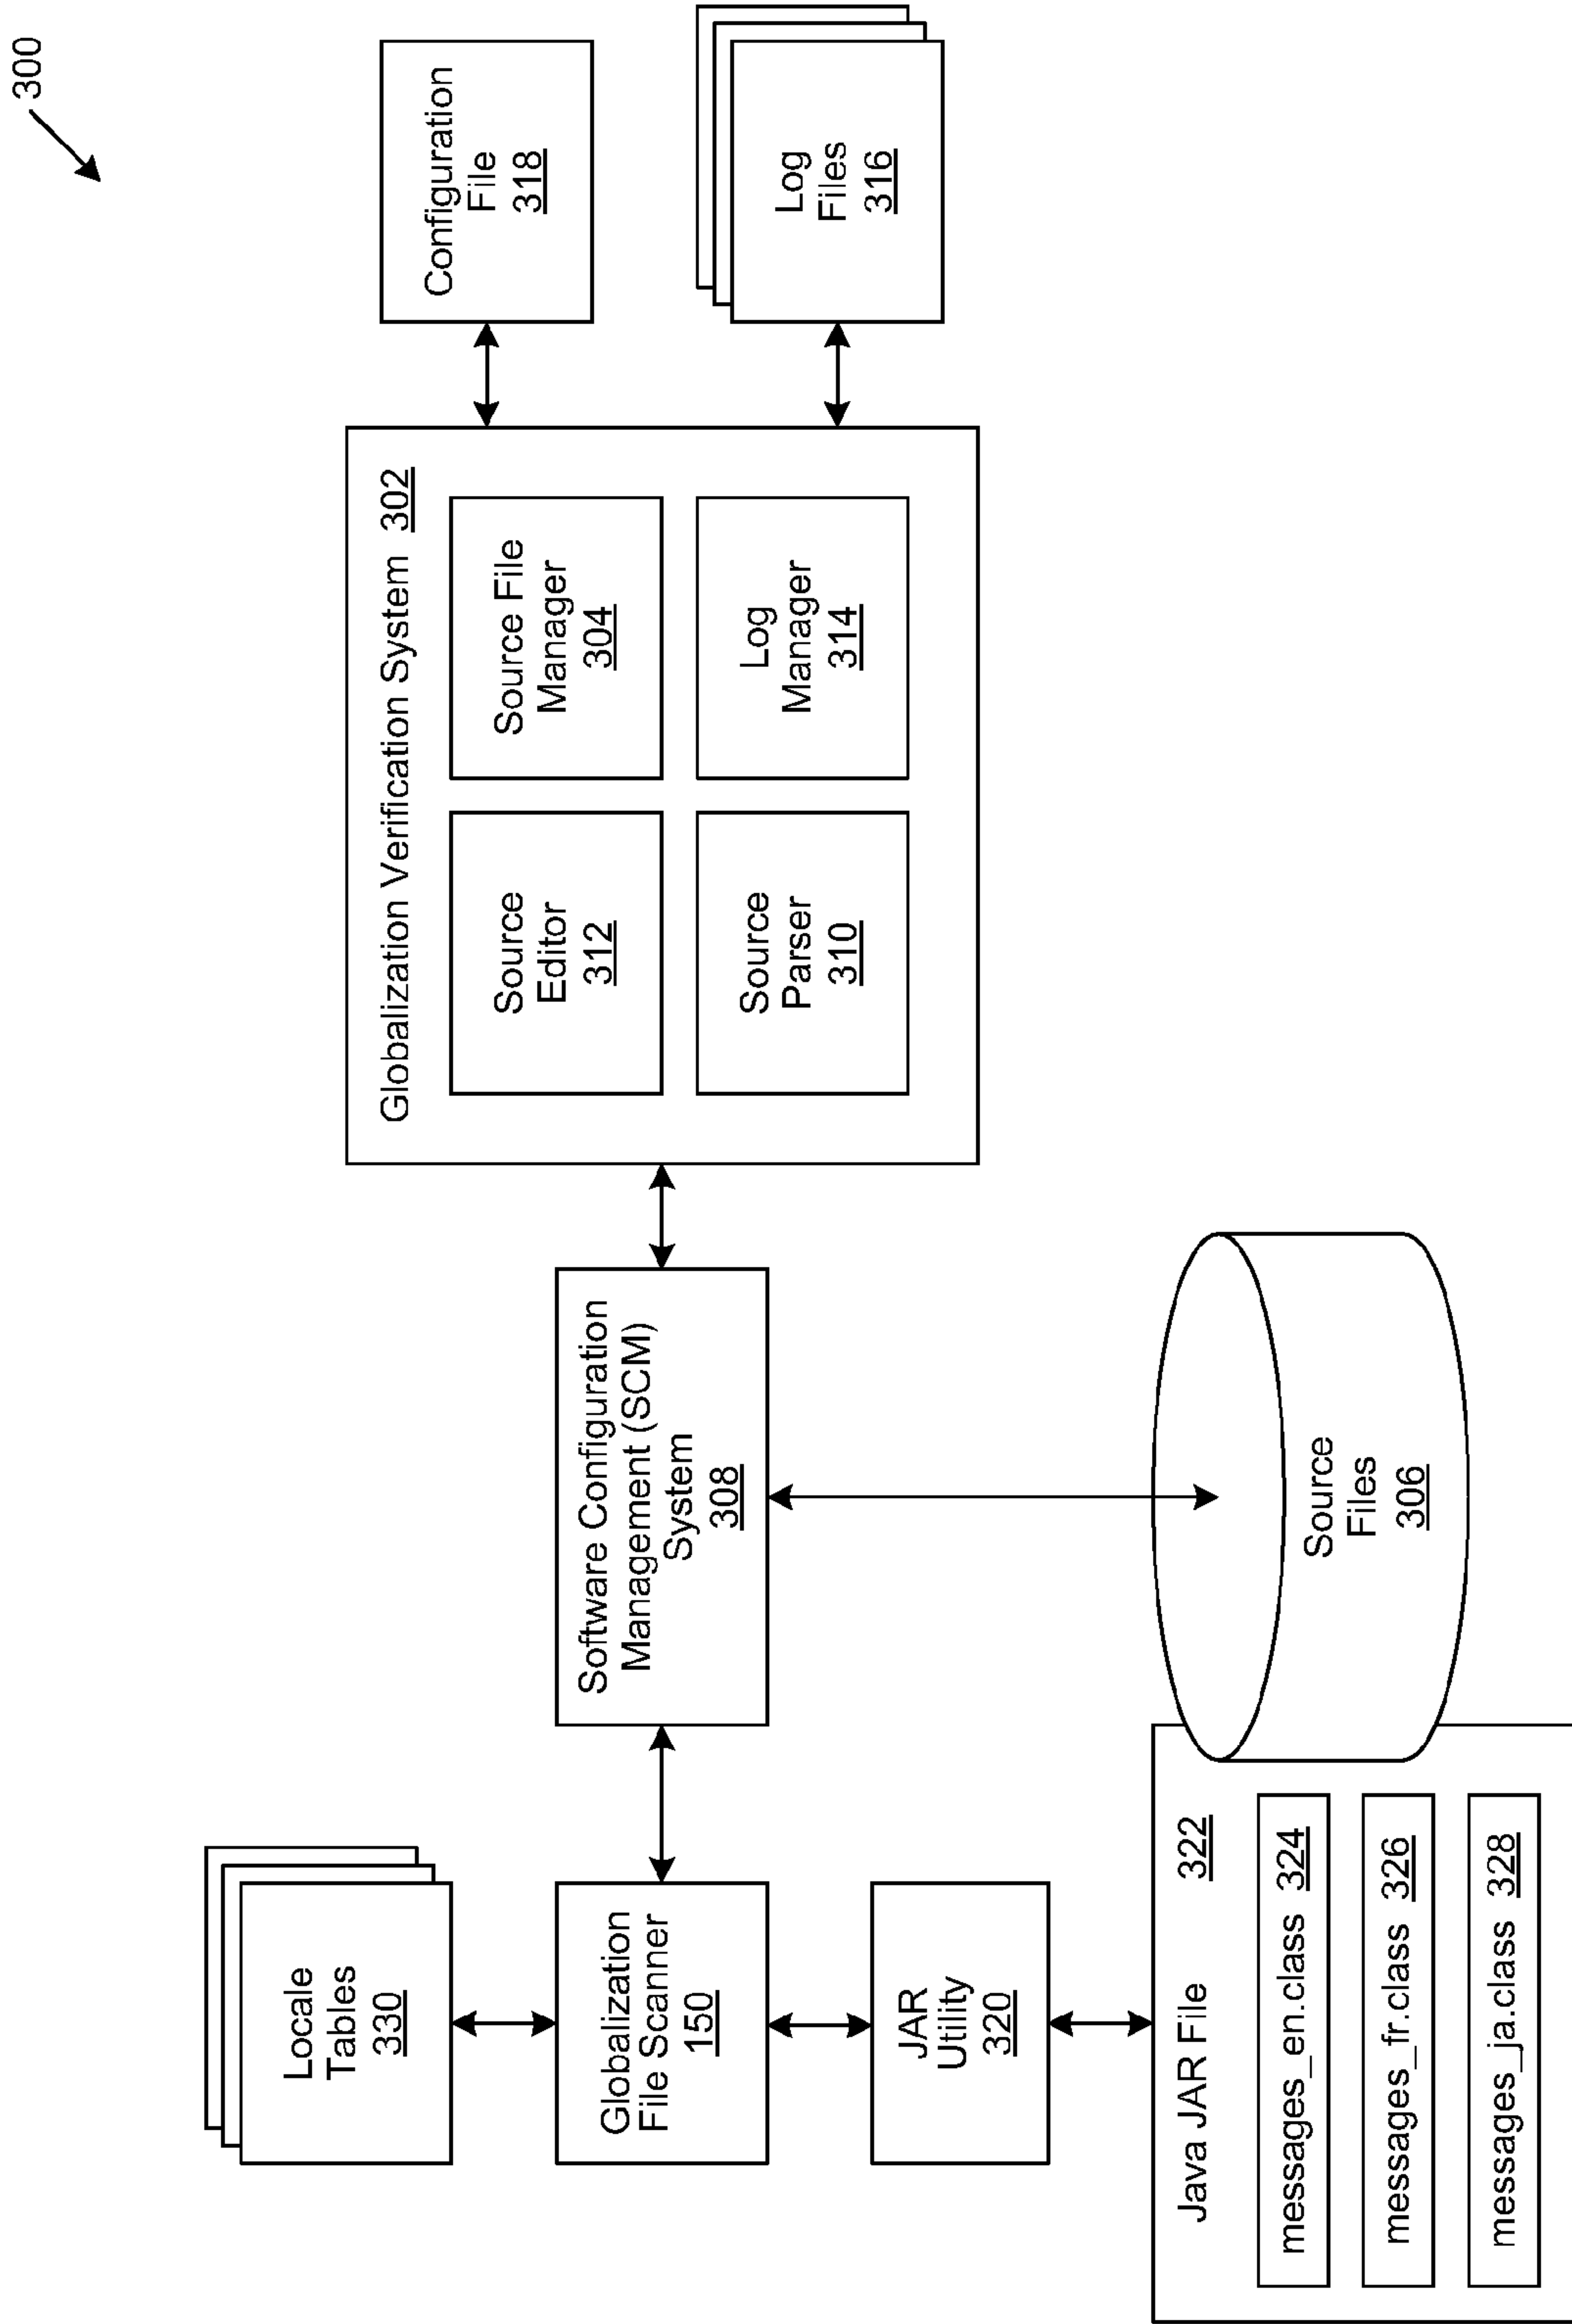 300
Locale
Tables
330
Globalization
File Scanner
150
JAR
Utility
320
Java JAR File 322
messages_en.class 324
messages_fr.class 326
messages_ja.class 328
Software Configuration
Management (SCM)
System
308
Source
Files
306
Globalization Verification System 302
Source
Editor
312
Source File
Manager
304
Source
Parser
310
Log
Manager
314
Configuration
File
318
Log
Files
316